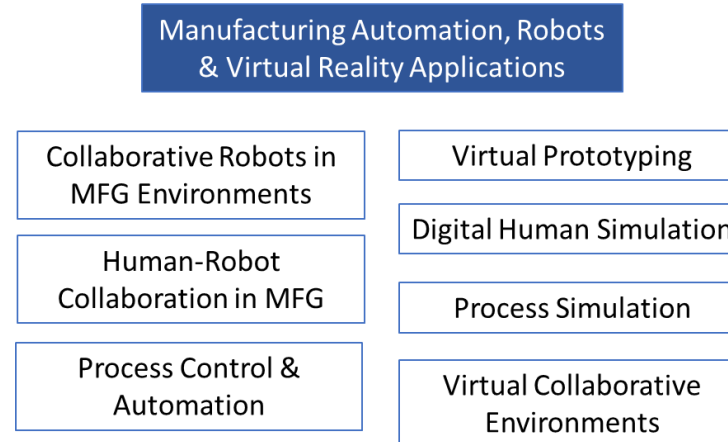 Manufacturing Automation, Robots
& Virtual Reality Applications
Collaborative Robots in
MFG Environments
Human-Robot
Collaboration in MFG
Process Control &
Automation
Virtual Prototyping
Digital Human Simulation
Process Simulation
Virtual Collaborative
Environments